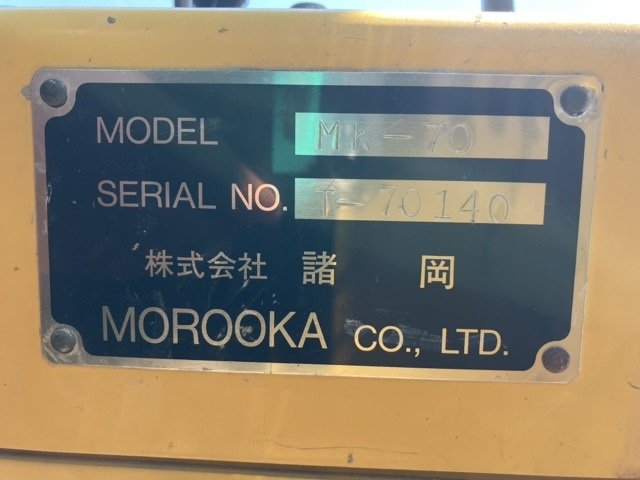 MODEL MK-70
SERIAL NO. T-70140
株式会社 諸岡
MOROOKA CO., LTD.